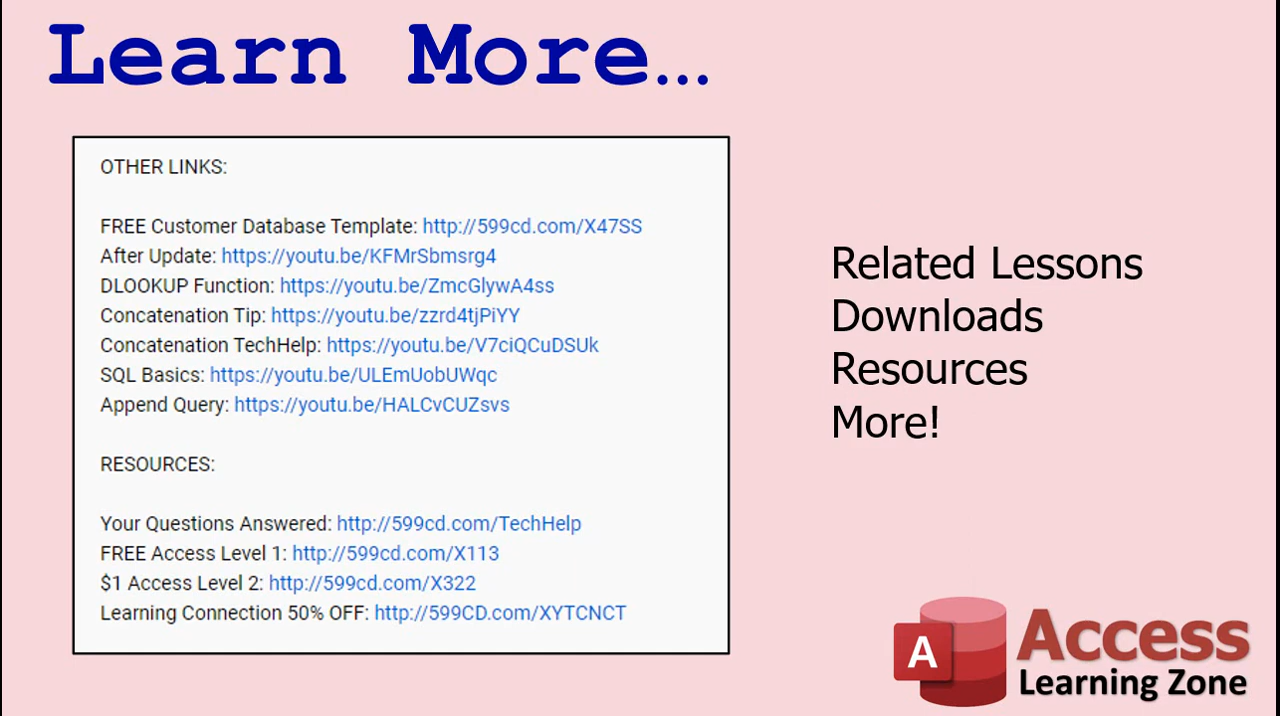 Learn More...
OTHER LINKS:
FREE Customer Database Template: http://599cd.com/X47SS
After Update: https://youtu.be/KFMrSbmsrg4
DLOOKUP Function: https://youtu.be/ZmcGlywA4ss
Concatenation Tip: https://youtu.be/zzrd4tjPiYY
Concatenation TechHelp: https://youtu.be/V7ciQCuDSUk
SQL Basics: https://youtu.be/ULEmUobUWqc
Append Query: https://youtu.be/HALCvCUZsvs
RESOURCES:
Your Questions Answered: http://599cd.com/TechHelp
FREE Access Level 1: http://599cd.com/X113
$1 Access Level 2: http://599cd.com/X322
Learning Connection 50% OFF: http://599CD.com/XYTCNCT
Related Lessons
Downloads
Resources
More!
A
Access
Learning Zone